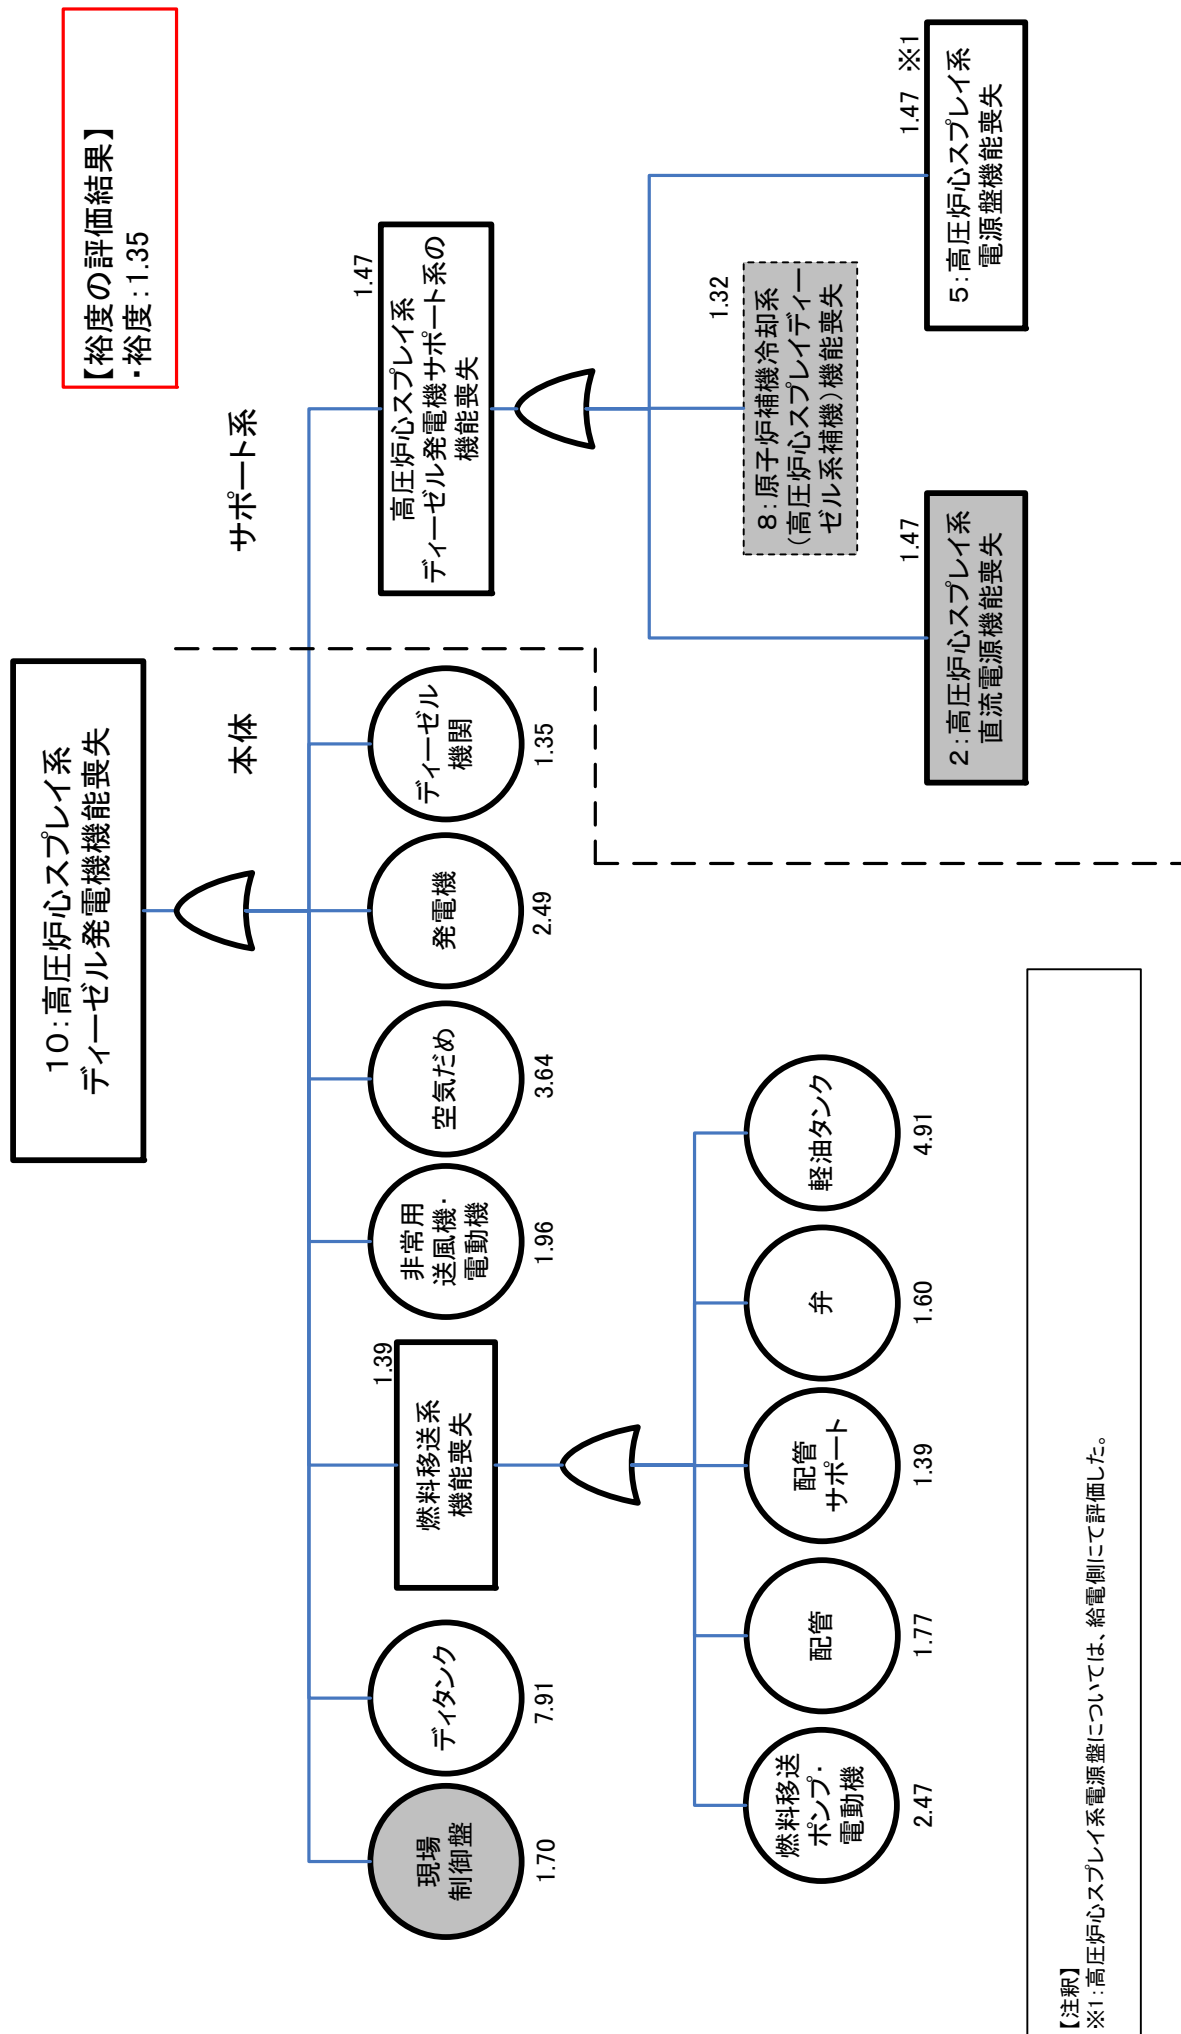 10:高圧炉心スプレイ系
ディーゼル発電機機能喪失
【裕度の評価結果】
・裕度:1.35
本体
サポート系
現場
制御盤
1.70
ディタンク
7.91
燃料移送系
機能喪失
1.39
非常用
送風機・
電動機
1.96
空気だめ
3.64
発電機
2.49
ディーゼル
機関
1.35
高圧炉心スプレイ系
ディーゼル発電機サポート系の
機能喪失
1.47
燃料移送
ポンプ・
電動機
2.47
配管
1.77
配管
サポート
1.39
弁
1.60
軽油タンク
4.91
2:高圧炉心スプレイ系
直流電源機能喪失
1.47
8:原子炉補機冷却系
(高圧炉心スプレイディー
ゼル系補機)機能喪失
1.32
5:高圧炉心スプレイ系
電源盤機能喪失
1.47 ※1
【注釈】
※1:高圧炉心スプレイ系電源盤については、給電側にて評価した。